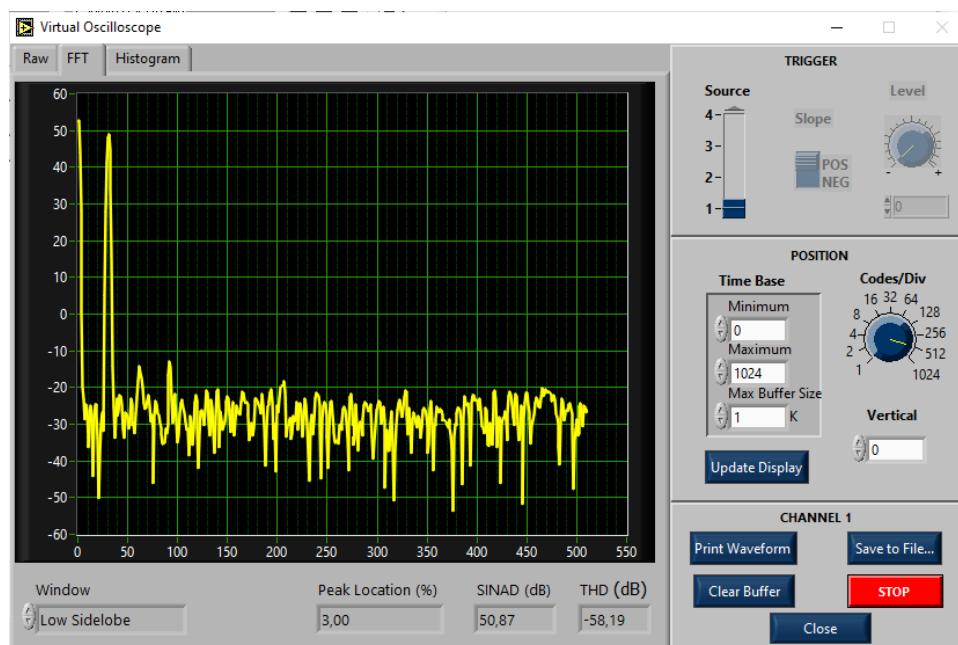 Virtual Oscilloscope
Raw FFT Histogram
60
50
40
30
20
10
0
-10
-20
-30
-40
-50
-60
0 50 100 150 200 250 300 350 400 450 500 550
Window
Low Sidelobe
Peak Location (%)
3,00
SINAD (dB)
50,87
THD (dB)
-58,19
TRIGGER
Source
4
3
2
1
Slope
POS
NEG
Level
- +
0
POSITION
Time Base
Minimum
0
Maximum
1024
Max Buffer Size
1 K
Update Display
Codes/Div
16 32 64
8 128
4 256
2 512
1 1024
Vertical
0
CHANNEL 1
Print Waveform Save to File...
Clear Buffer STOP
Close